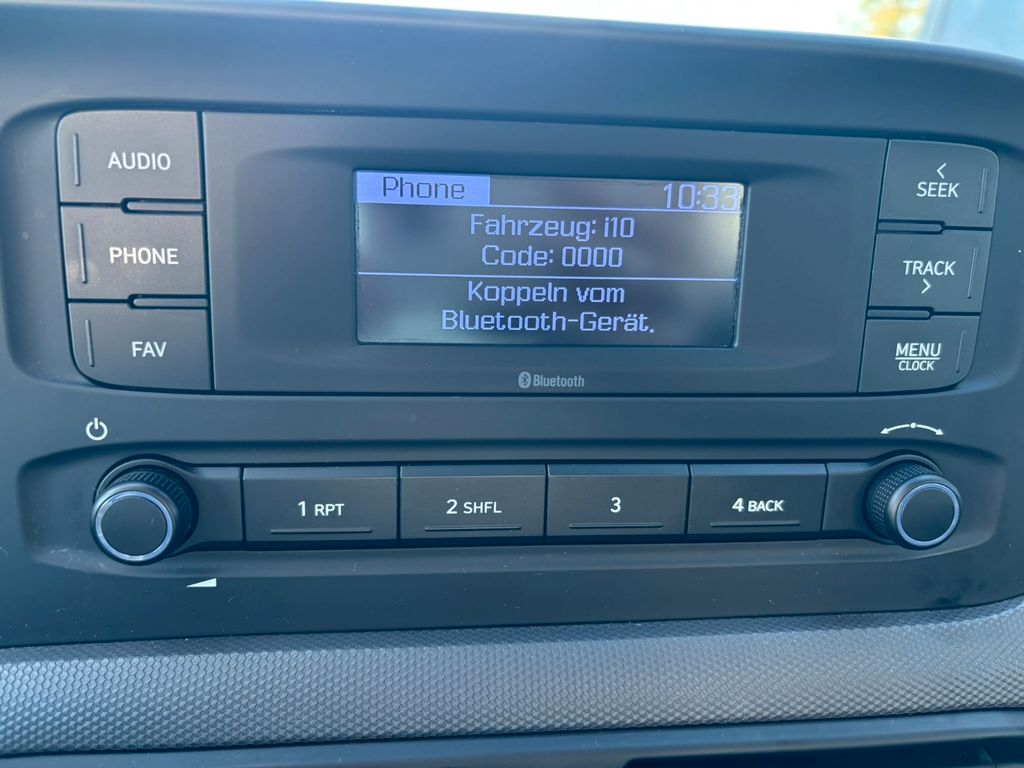 AUDIO
PHONE
FAV
Phone 10:33
Fahrzeug: i10
Code: 0000
Koppeln vom
Bluetooth-Gerät.
Bluetooth
SEEK
TRACK
MENU
CLOCK
1 RPT
2 SHFL
3
4 BACK